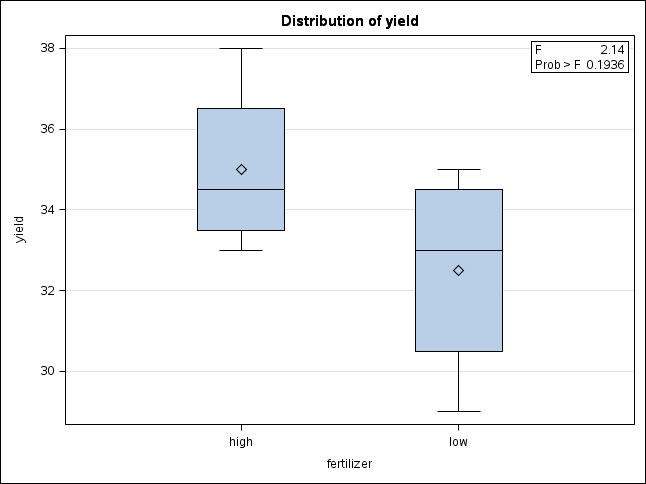 Distribution of yield
F 2.14
Prob > F 0.1936
38
36
34
32
30
yield
high low
fertilizer